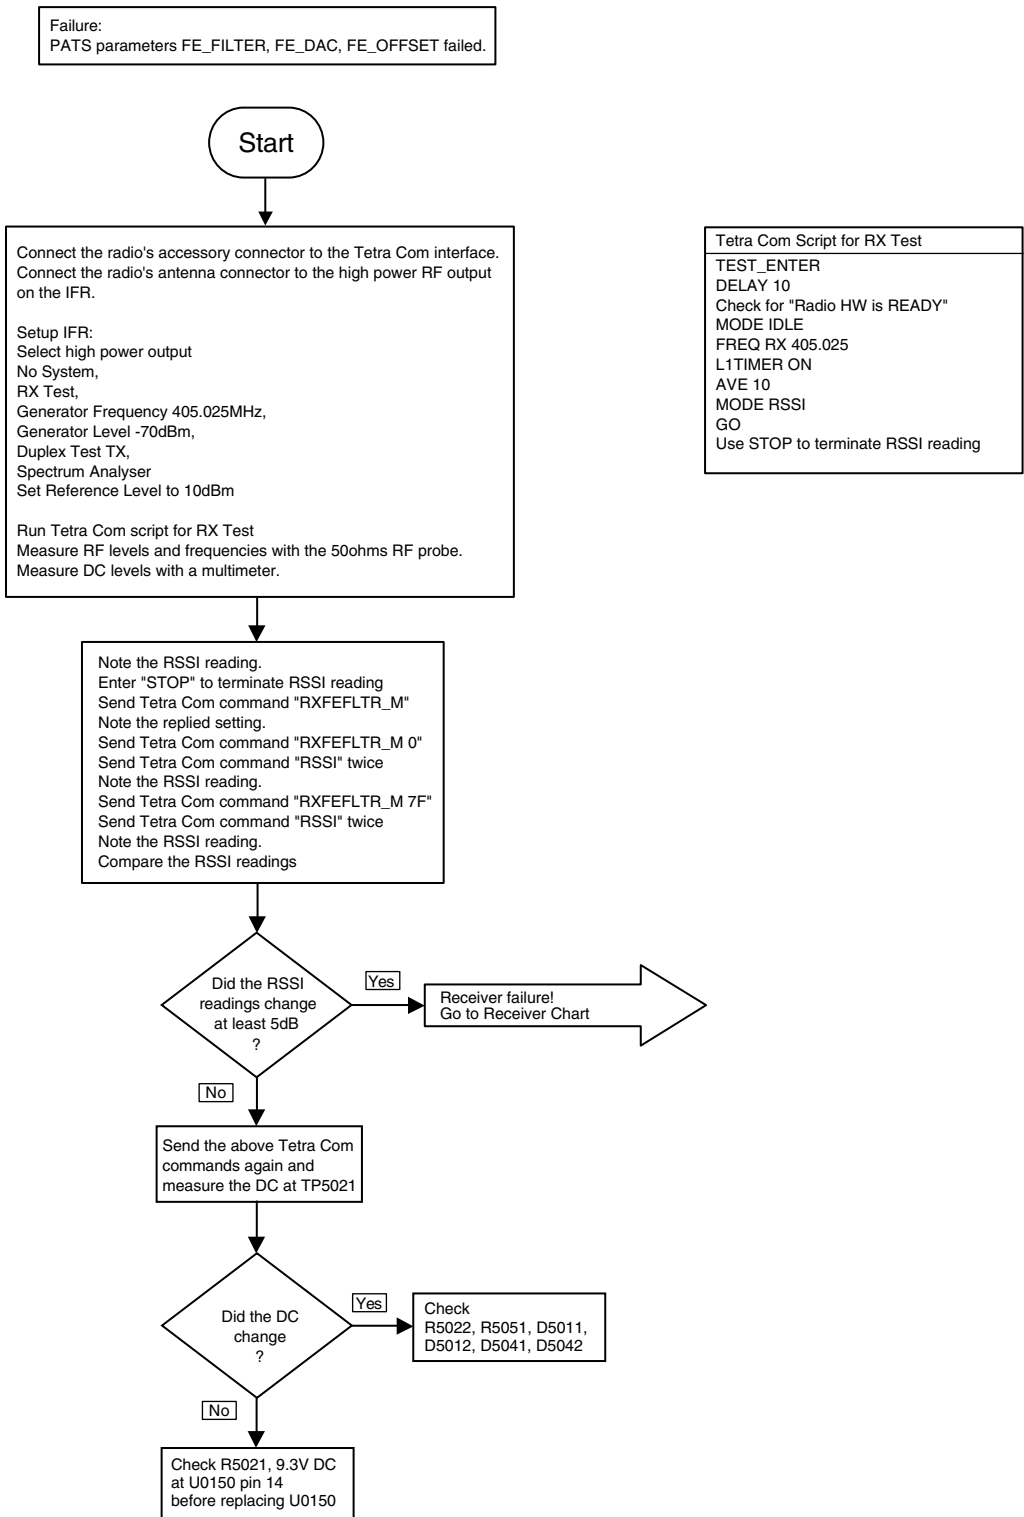 Failure:
PATS parameters FE_FILTER, FE_DAC, FE_OFFSET failed.
Start
Connect the radio's accessory connector to the Tetra Com interface.
Connect the radio's antenna connector to the high power RF output
on the IFR.
Setup IFR:
Select high power output
No System,
RX Test,
Generator Frequency 405.025MHz,
Generator Level -70dBm,
Duplex Test TX,
Spectrum Analyser
Set Reference Level to 10dBm
Run Tetra Com script for RX Test
Measure RF levels and frequencies with the 50ohms RF probe.
Measure DC levels with a multimeter.
Tetra Com Script for RX Test
TEST_ENTER
DELAY 10
Check for "Radio HW is READY"
MODE IDLE
FREQ RX 405.025
L1TIMER ON
AVE 10
MODE RSSI
GO
Use STOP to terminate RSSI reading
Note the RSSI reading.
Enter "STOP" to terminate RSSI reading
Send Tetra Com command "RXFEFLTR_M"
Note the replied setting.
Send Tetra Com command "RXFEFLTR_M 0"
Send Tetra Com command "RSSI" twice
Note the RSSI reading.
Send Tetra Com command "RXFEFLTR_M 7F"
Send Tetra Com command "RSSI" twice
Note the RSSI reading.
Compare the RSSI readings
Did the RSSI
readings change
at least 5dB
?
Yes
Receiver failure!
Go to Receiver Chart
No
Send the above Tetra Com
commands again and
measure the DC at TP5021
Did the DC
change
?
Yes
Check
R5022, R5051, D5011,
D5012, D5041, D5042
No
Check R5021, 9.3V DC
at U0150 pin 14
before replacing U0150